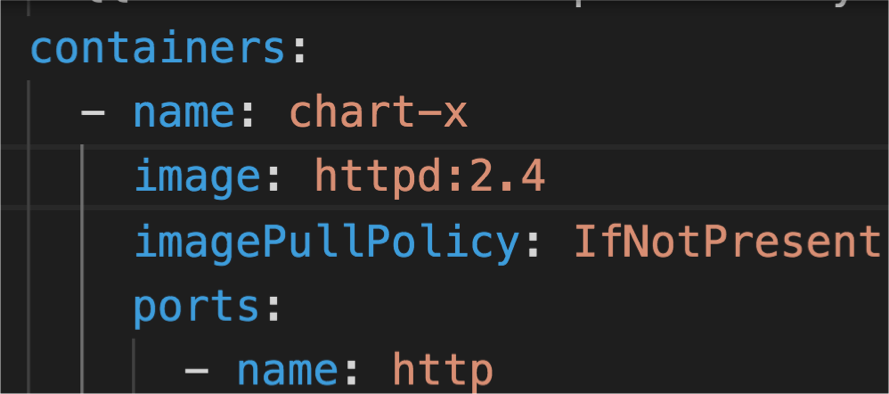 containers:
- name: chart-x
image: httpd:2.4
imagePullPolicy: IfNotPresent
ports:
- name: http